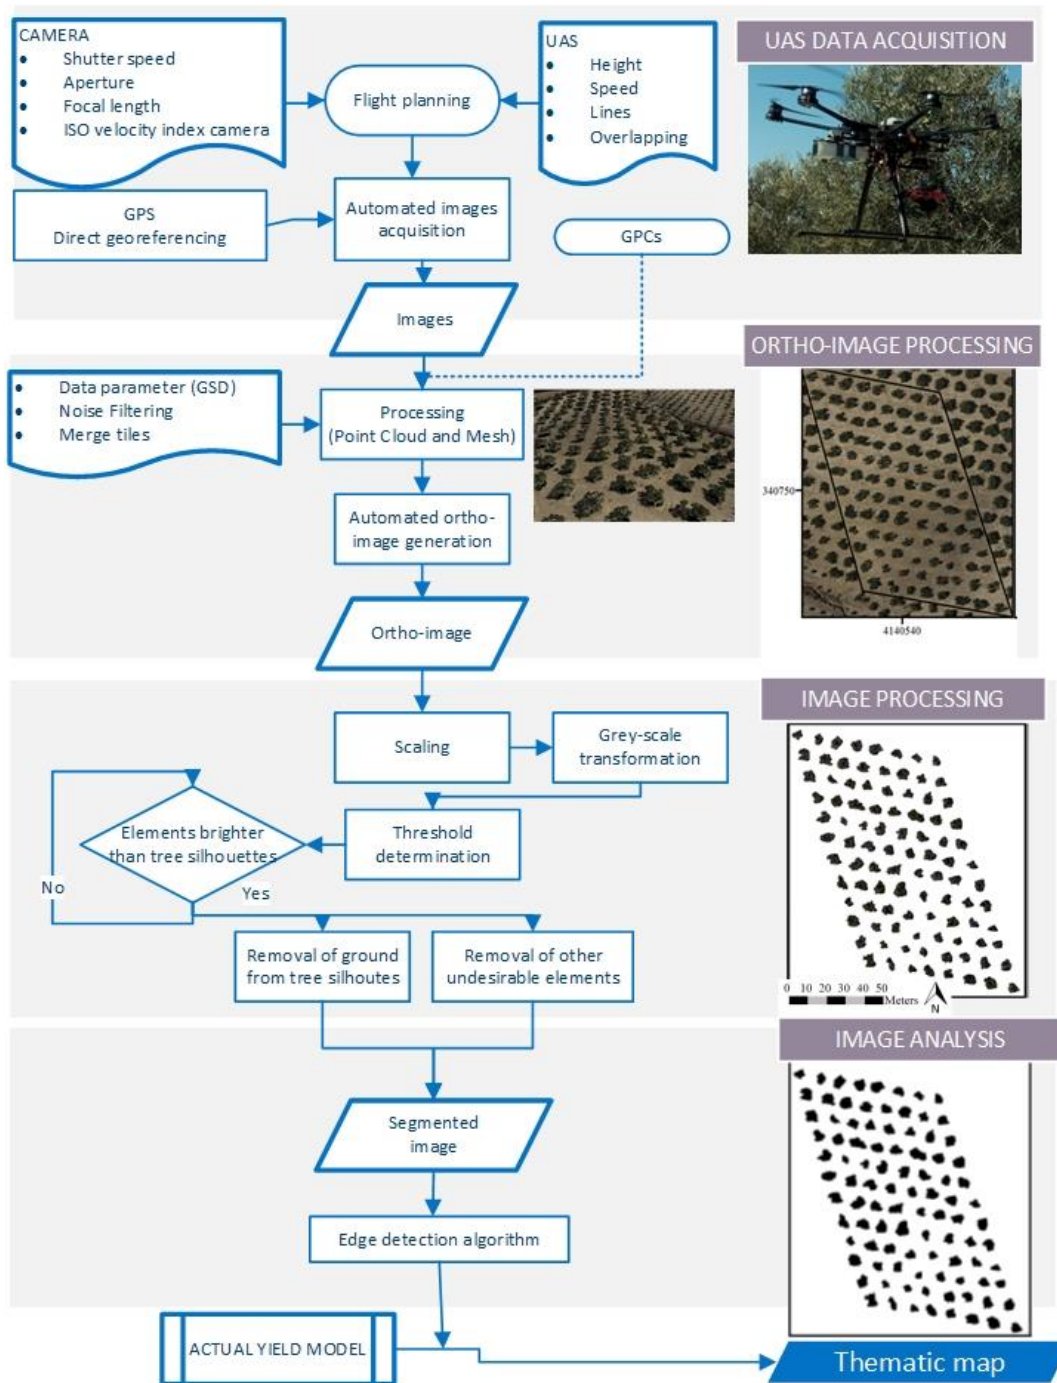 CAMERA
• Shutter speed
• Aperture
• Focal length
• ISO velocity index camera
Flight planning
UAS
• Height
• Speed
• Lines
• Overlapping
UAS DATA ACQUISITION
GPS
Direct georeferencing
Automated images
acquisition
GPCs
Images
ORTHO-IMAGE PROCESSING
• Data parameter (GSD)
• Noise Filtering
• Merge tiles
Processing
(Point Cloud and Mesh)
340750
Automated ortho-
image generation
4140540
Ortho-image
IMAGE PROCESSING
Scaling
Grey-scale
transformation
Elements brighter
than tree silhouettes
Threshold
determination
No
Yes
Removal of ground
from tree silhoutes
Removal of other
undesirable elements
0 10 20 30 40 50
Meters
N
IMAGE ANALYSIS
Segmented
image
Edge detection algorithm
ACTUAL YIELD MODEL
Thematic map